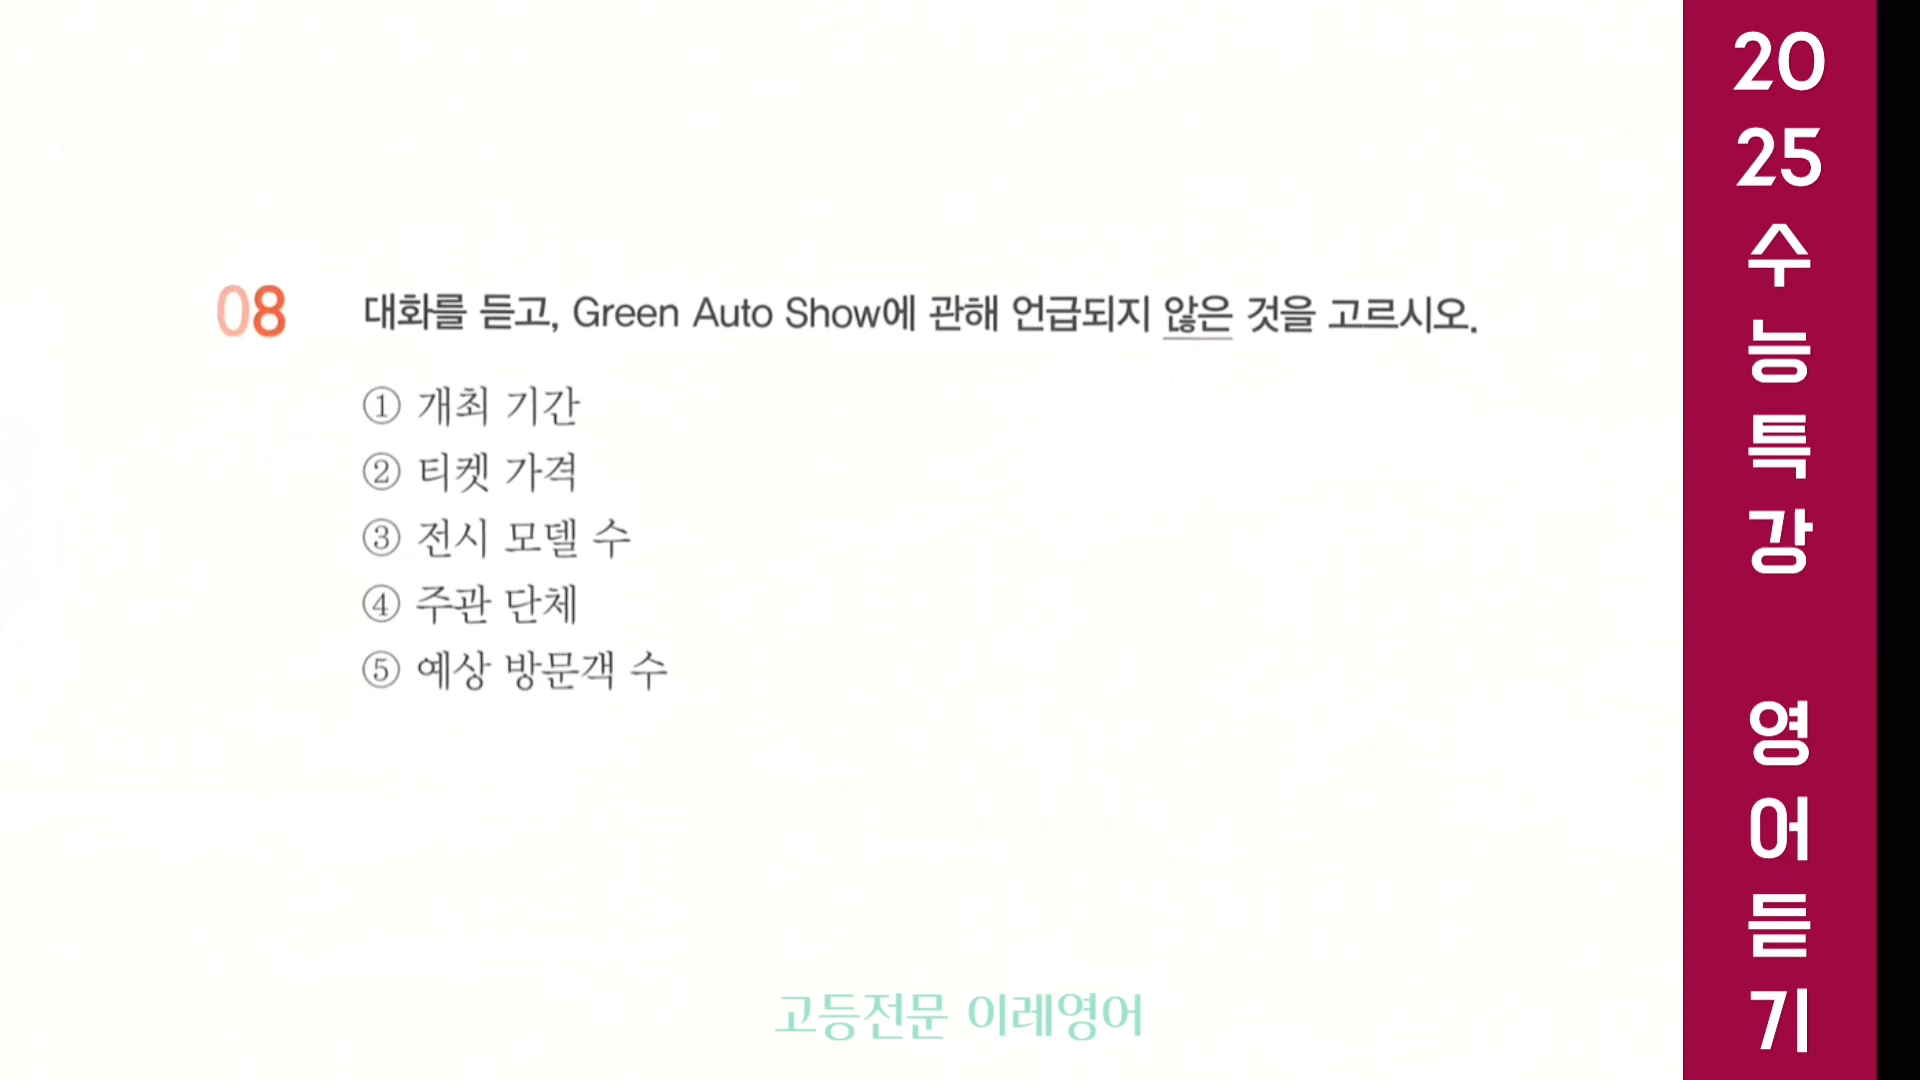 08 대화를 듣고, Green Auto Show에 관해 언급되지 않은 것을 고르시오.
① 개최 기간
② 티켓 가격
③ 전시 모델 수
④ 주관 단체
⑤ 예상 방문객 수
고등전문 이레영어
20
25
수
능
특
강
영
어
듣
기